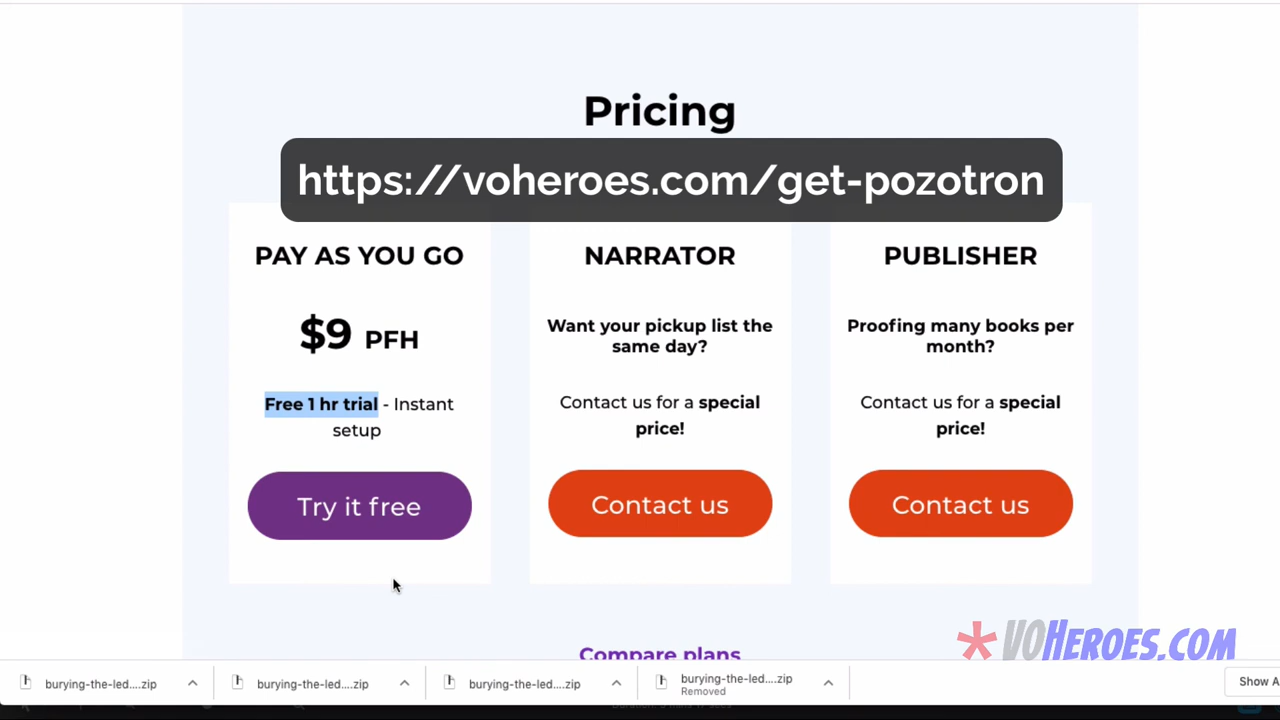 Pricing
https://voheroes.com/get-pozotron
PAY AS YOU GO
$9 PFH
Free 1 hr trial - Instant
setup
Try it free
NARRATOR
Want your pickup list the
same day?
Contact us for a special
price!
Contact us
PUBLISHER
Proofing many books per
month?
Contact us for a special
price!
Contact us
Compare plans
*VOHEROES.COM
burying-the-led....zip
burying-the-led....zip
burying-the-led....zip
burying-the-led....zip
Removed
Show A